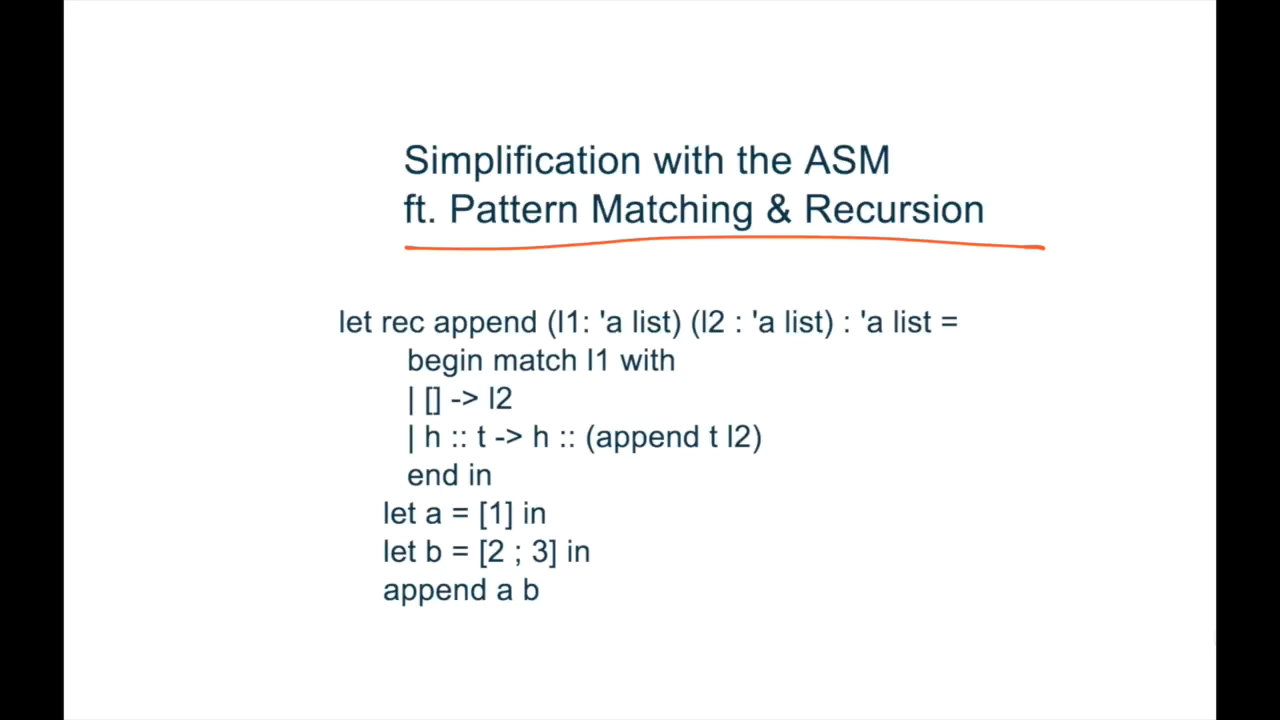 Simplification with the ASM
ft. Pattern Matching & Recursion
let rec append (l1: 'a list) (l2 : 'a list) : 'a list =
begin match l1 with
| [] -> l2
| h :: t -> h :: (append t l2)
end in
let a = [1] in
let b = [2 ; 3] in
append a b